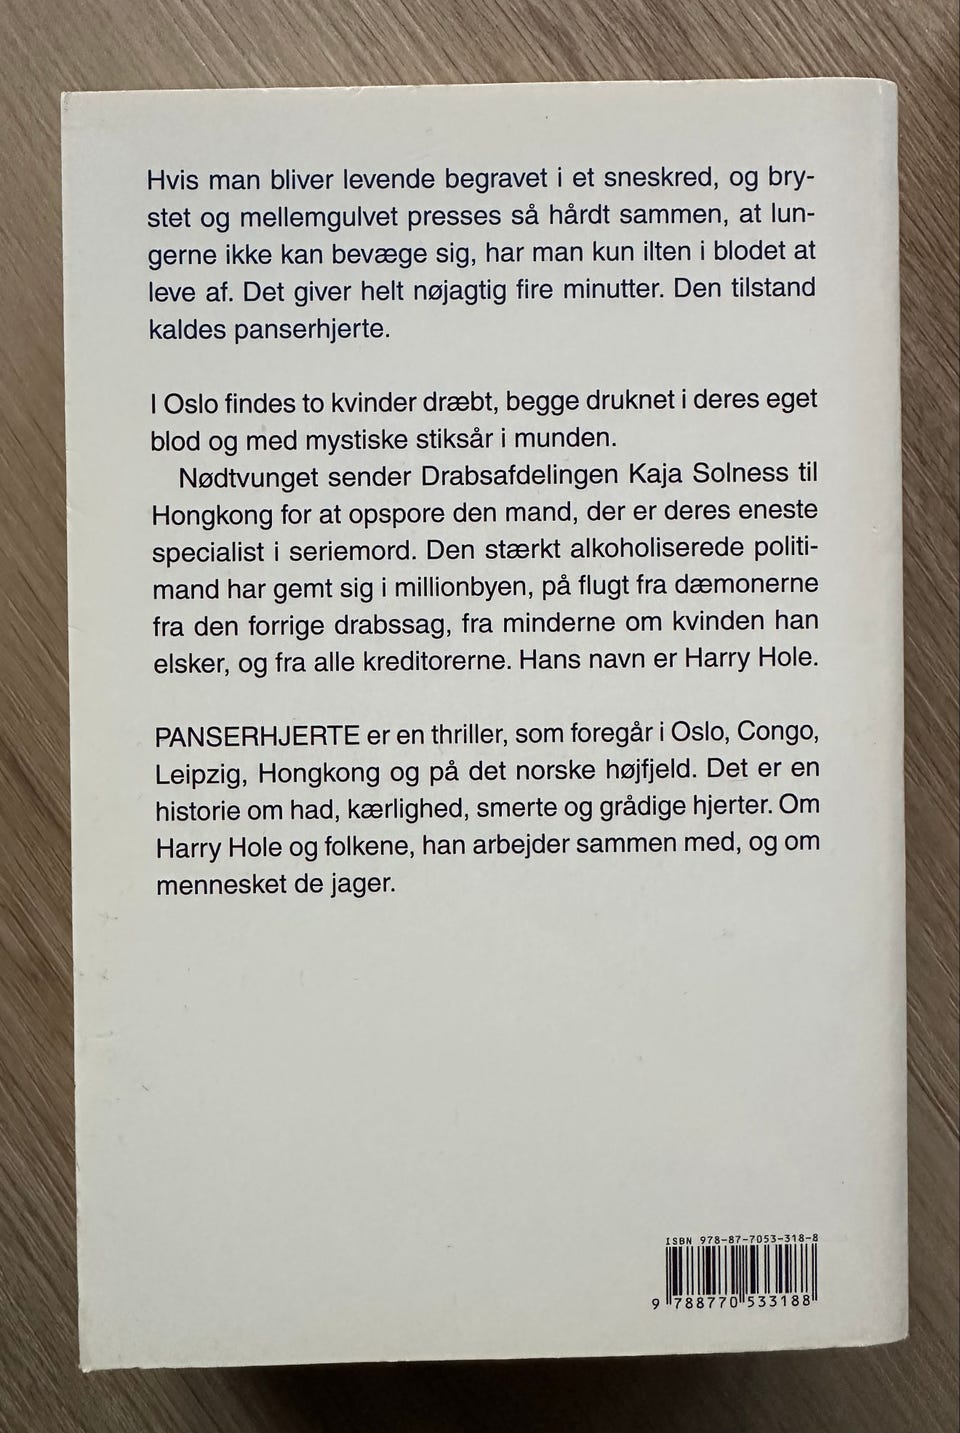 Hvis man bliver levende begravet i et sneskred, og bry-
stet og mellemgulvet presses så hårdt sammen, at lun-
gerne ikke kan bevæge sig, har man kun ilten i blodet at
leve af. Det giver helt nøjagtig fire minutter. Den tilstand
kaldes panserhjerte.
I Oslo findes to kvinder dræbt, begge druknet i deres eget
blod og med mystiske stiksår i munden.
Nødtvunget sender Drabsafdelingen Kaja Solness til
Hongkong for at opspore den mand, der er deres eneste
specialist i seriemord. Den stærkt alkoholiserede politi-
mand har gemt sig i millionbyen, på flugt fra dæmonerne
fra den forrige drabssag, fra minderne om kvinden han
elsker, og fra alle kreditorerne. Hans navn er Harry Hole.
PANSERHJERTE er en thriller, som foregår i Oslo, Congo,
Leipzig, Hongkong og på det norske højfjeld. Det er en
historie om had, kærlighed, smerte og grådige hjerter. Om
Harry Hole og folkene, han arbejder sammen med, og om
mennesket de jager.
ISBN 978-87-7053-318-8
9 788770 533188